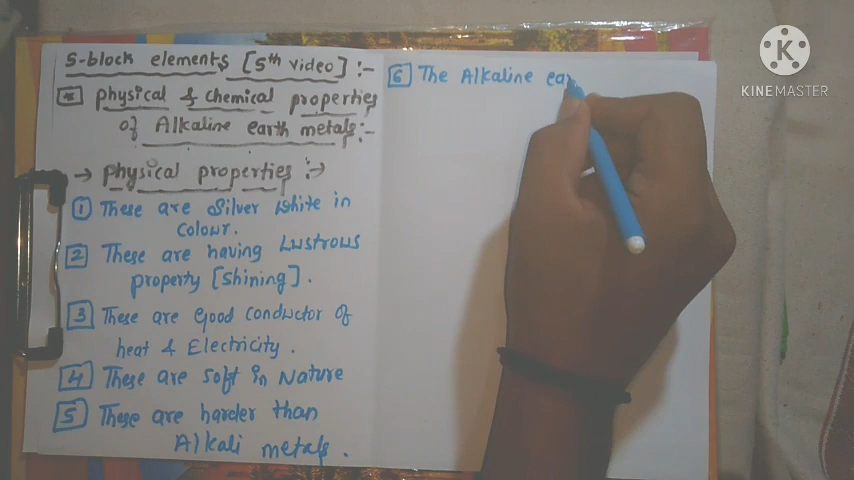 S-block elements [5th video] :-
* physical & chemical properties
of Alkaline earth metals:-
→ physical properties :→
1 These are Silver White in
colour.
2 These are having Lustrous
property [shining].
3 These are Good conductor of
heat & Electricity.
4 These are soft in Nature
5 These are harder than
Alkali metals.
6 The Alkaline ear
K
KINEMASTER